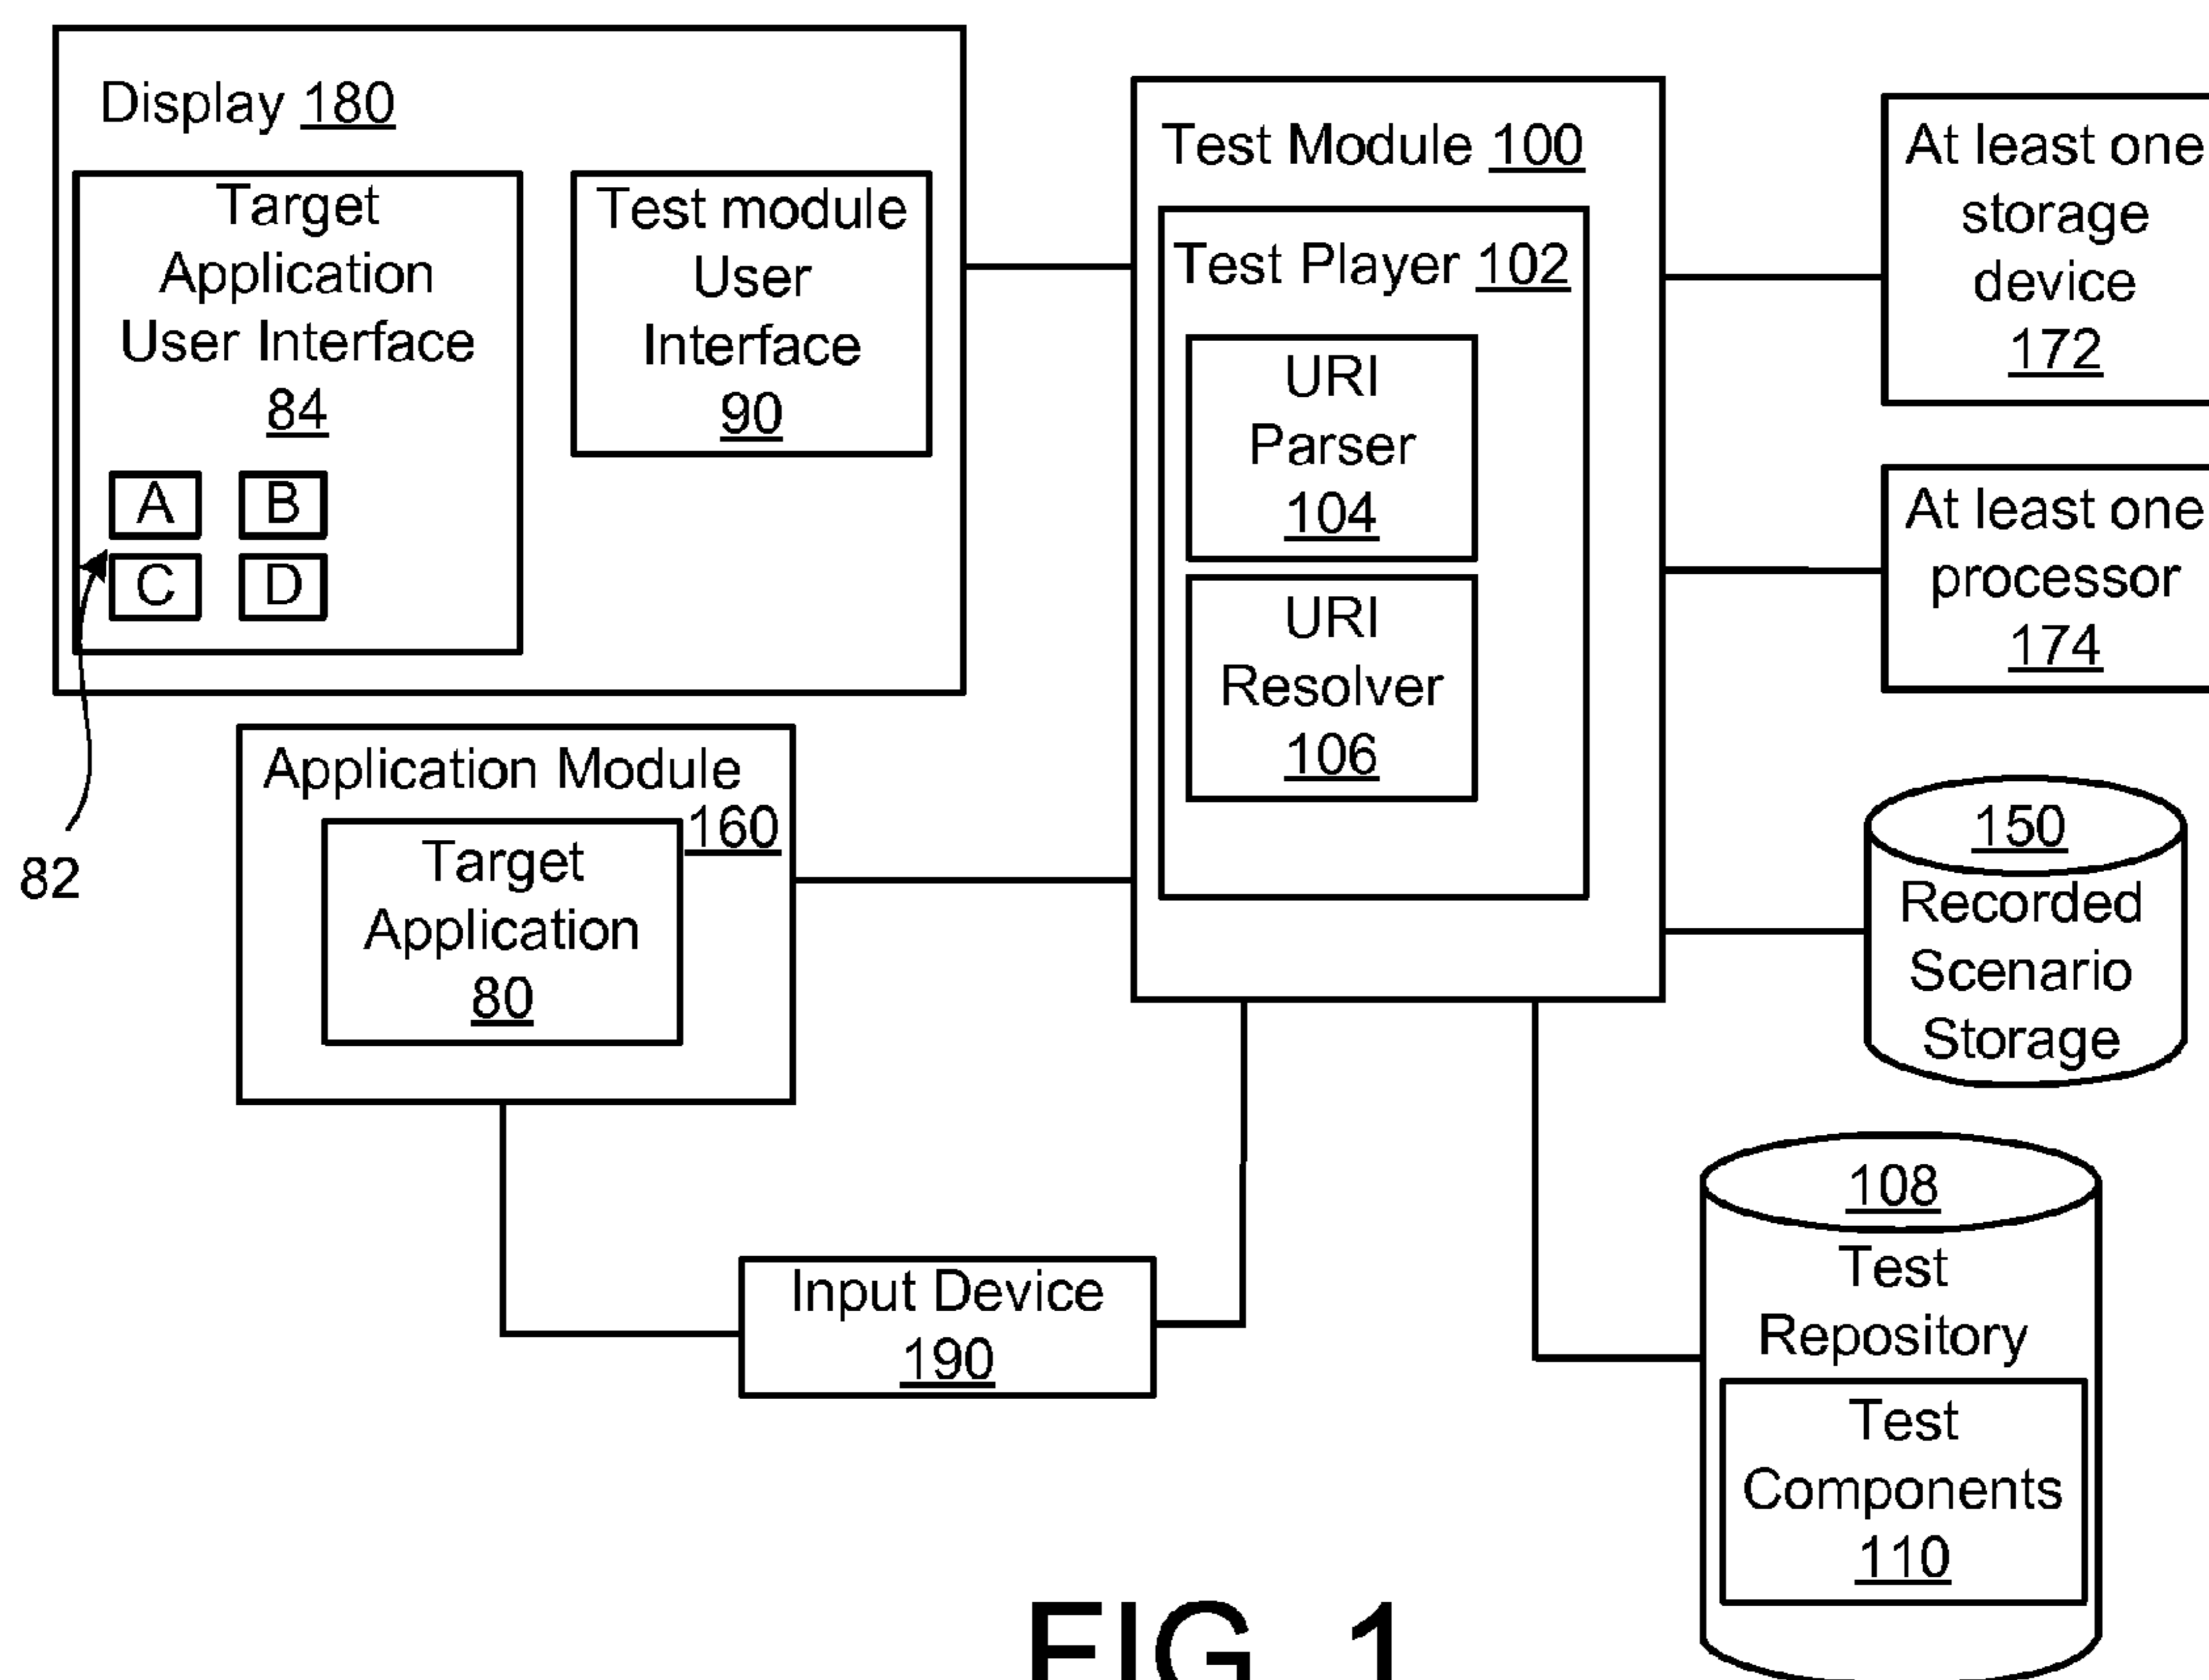 Display 180
Target
Application
User Interface
84
A
B
C
D
82
Test module
User
Interface
90
Application Module
160
Target
Application
80
Input Device
190
Test Module 100
Test Player 102
URI
Parser
104
URI
Resolver
106
At least one
storage
device
172
At least one
processor
174
150
Recorded
Scenario
Storage
108
Test
Repository
Test
Components
110
FIG. 1